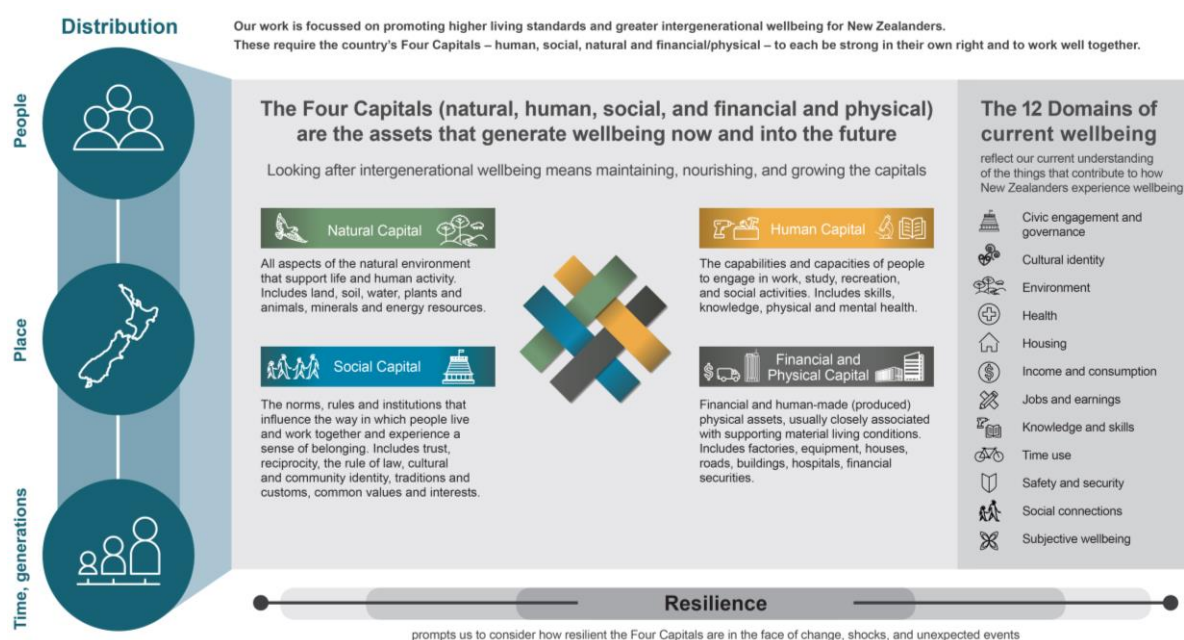 Distribution
Our work is focussed on promoting higher living standards and greater intergenerational wellbeing for New Zealanders.
These require the country's Four Capitals – human, social, natural and financial/physical – to each be strong in their own right and to work well together.
People
Place
Time, generations
The Four Capitals (natural, human, social, and financial and physical)
are the assets that generate wellbeing now and into the future
Looking after intergenerational wellbeing means maintaining, nourishing, and growing the capitals
Natural Capital
All aspects of the natural environment
that support life and human activity.
Includes land, soil, water, plants and
animals, minerals and energy resources.
Human Capital
The capabilities and capacities of people
to engage in work, study, recreation,
and social activities. Includes skills,
knowledge, physical and mental health.
Social Capital
The norms, rules and institutions that
influence the way in which people live
and work together and experience a
sense of belonging. Includes trust,
reciprocity, the rule of law, cultural
and community identity, traditions and
customs, common values and interests.
$
Financial and
Physical Capital
Financial and human-made (produced)
physical assets, usually closely associated
with supporting material living conditions.
Includes factories, equipment, houses,
roads, buildings, hospitals, financial
securities.
The 12 Domains of
current wellbeing
reflect our current understanding
of the things that contribute to how
New Zealanders experience wellbeing
Civic engagement and
governance
Cultural identity
Environment
Health
Housing
$ Income and consumption
Jobs and earnings
Knowledge and skills
Time use
Safety and security
Social connections
Subjective wellbeing
Resilience
prompts us to consider how resilient the Four Capitals are in the face of change, shocks, and unexpected events